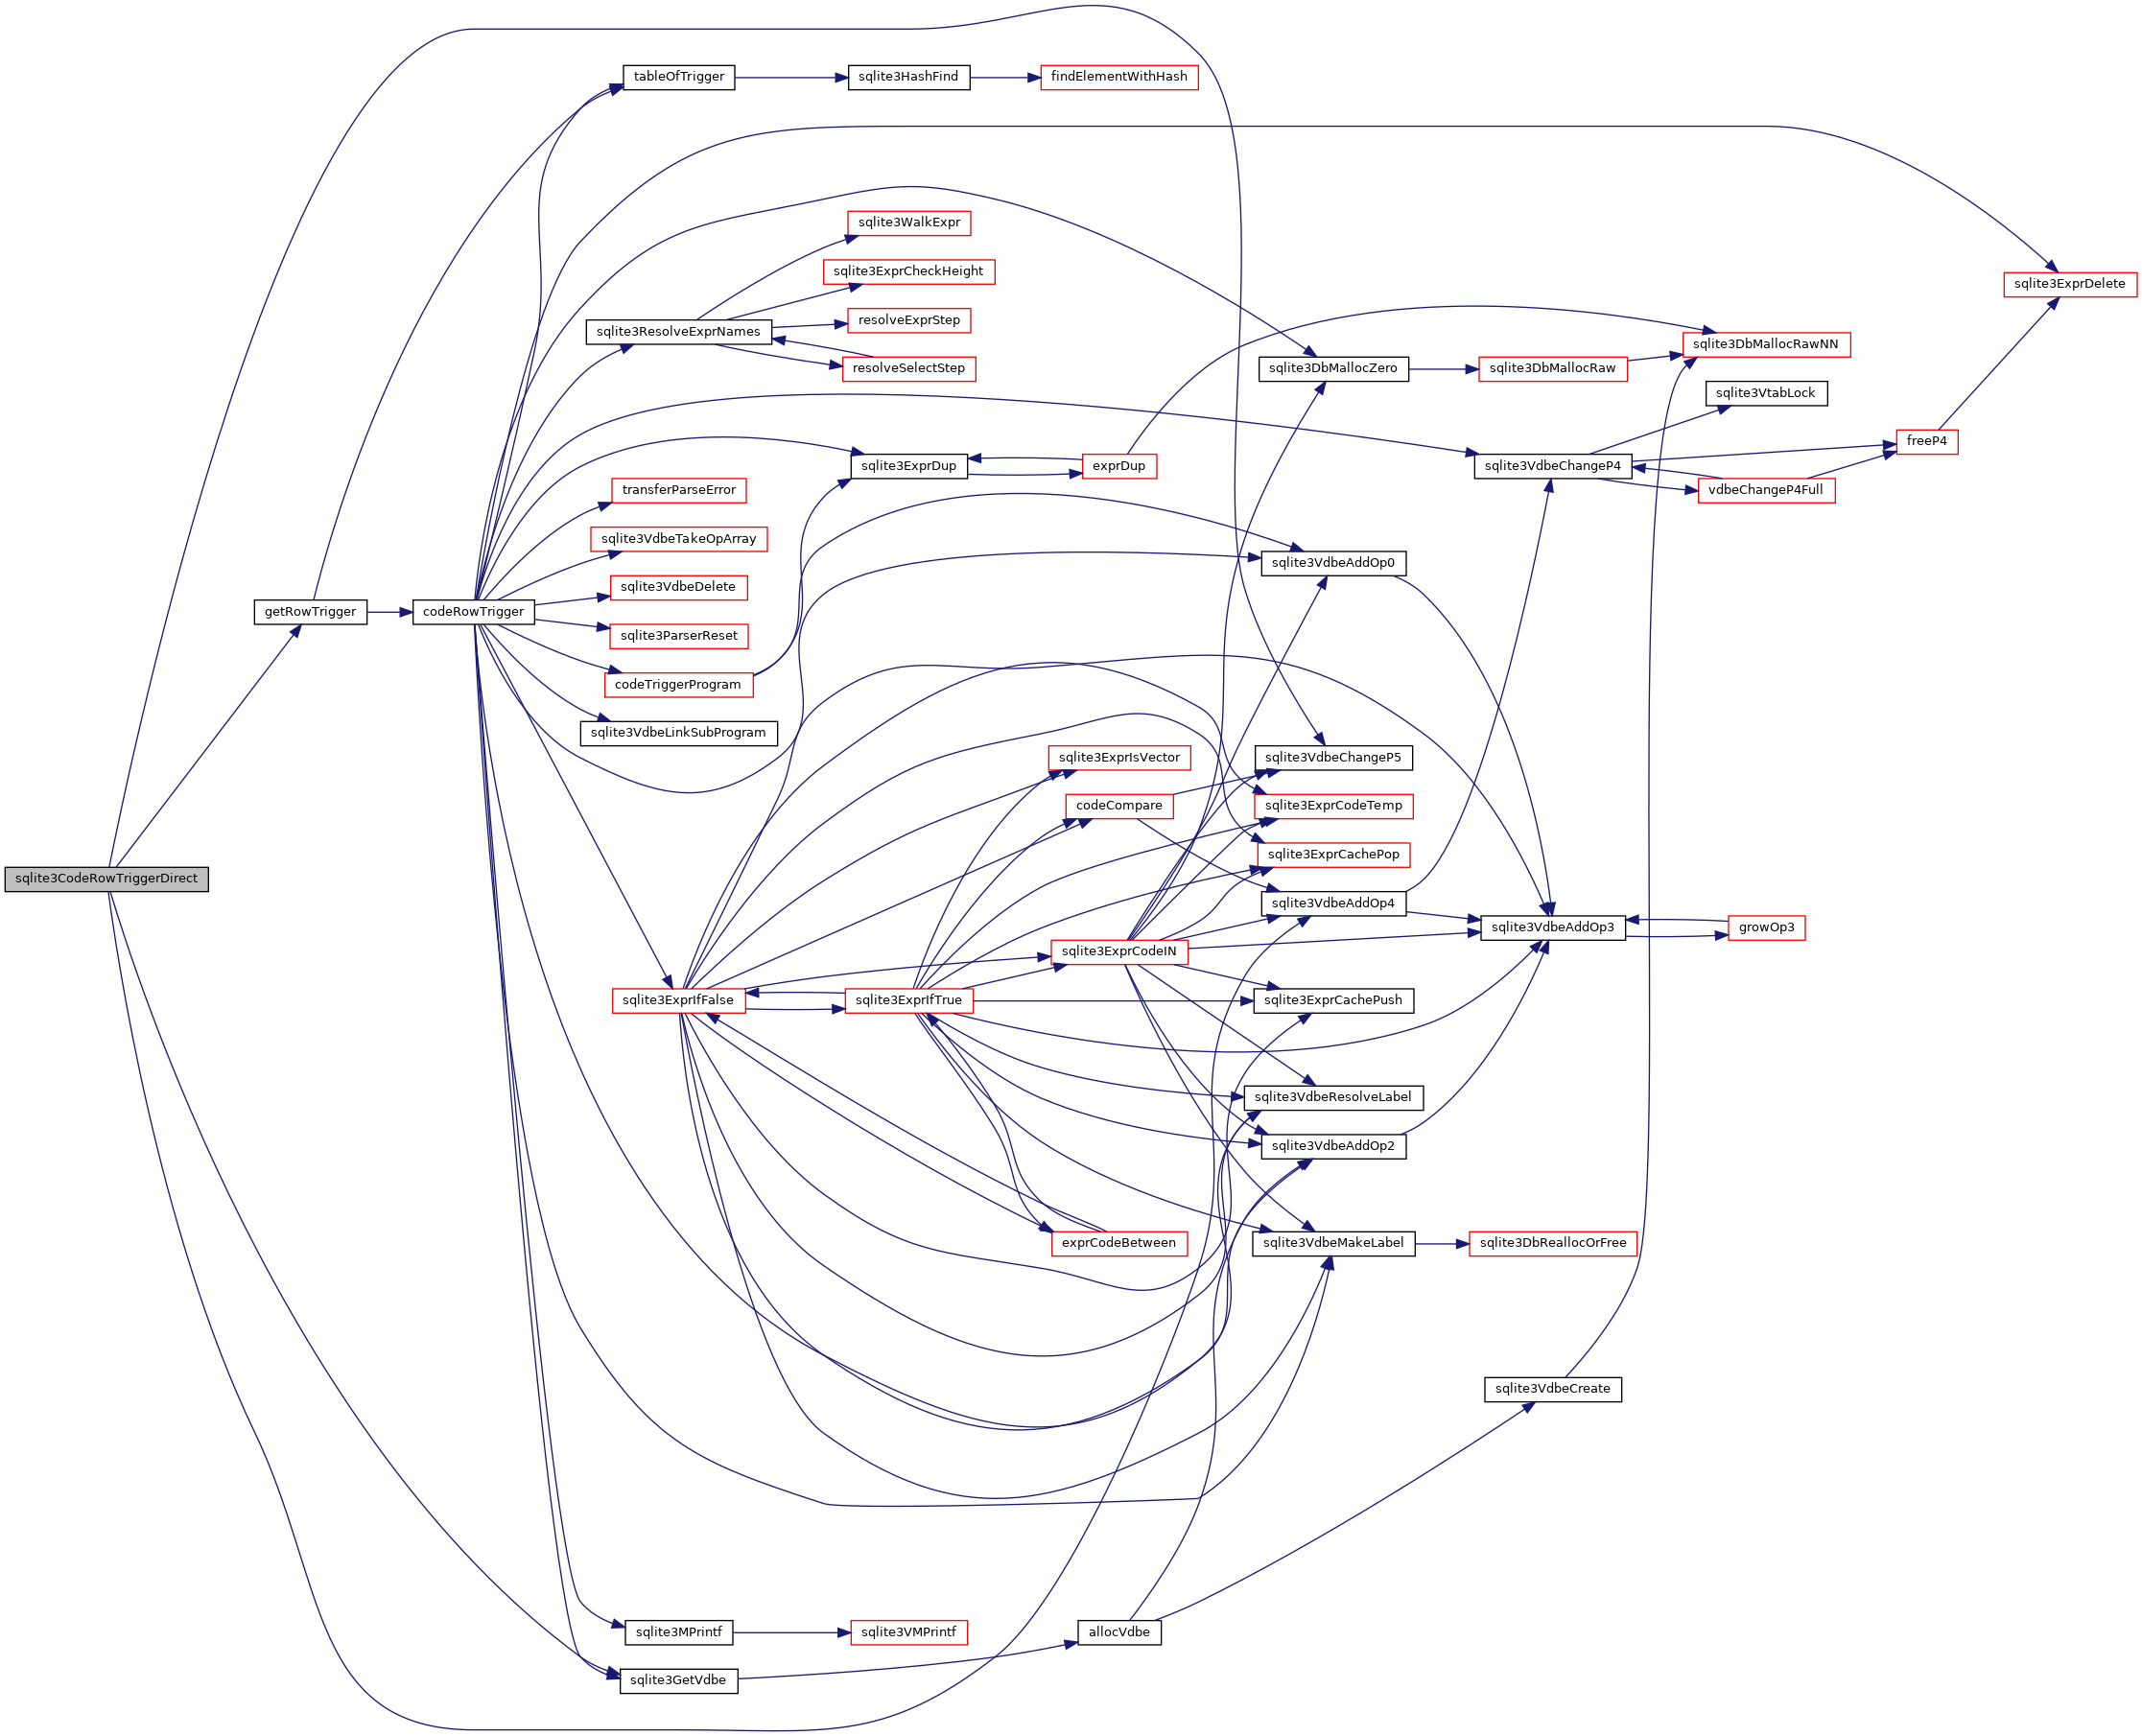 tableOfTrigger
sqlite3HashFind
findElementWithHash
sqlite3WalkExpr
sqlite3ExprCheckHeight
sqlite3ExprDelete
resolveExprStep
sqlite3ResolveExprNames
sqlite3DbMallocRawNN
resolveSelectStep
sqlite3DbMallocZero
sqlite3DbMallocRaw
sqlite3VtabLock
freeP4
sqlite3ExprDup
exprDup
sqlite3VdbeChangeP4
transferParseError
vdbeChangeP4Full
sqlite3VdbeTakeOpArray
sqlite3VdbeAddOp0
sqlite3VdbeDelete
getRowTrigger
codeRowTrigger
sqlite3ParserReset
codeTriggerProgram
sqlite3VdbeLinkSubProgram
sqlite3ExprIsVector
sqlite3VdbeChangeP5
codeCompare
sqlite3ExprCodeTemp
sqlite3ExprCachePop
sqlite3CodeRowTriggerDirect
sqlite3VdbeAddOp4
sqlite3VdbeAddOp3
growOp3
sqlite3ExprCodeIN
sqlite3ExprIfFalse
sqlite3ExprIfTrue
sqlite3ExprCachePush
sqlite3VdbeResolveLabel
sqlite3VdbeAddOp2
exprCodeBetween
sqlite3VdbeMakeLabel
sqlite3DbReallocOrFree
sqlite3VdbeCreate
sqlite3MPrintf
sqlite3VMPrintf
allocVdbe
sqlite3GetVdbe